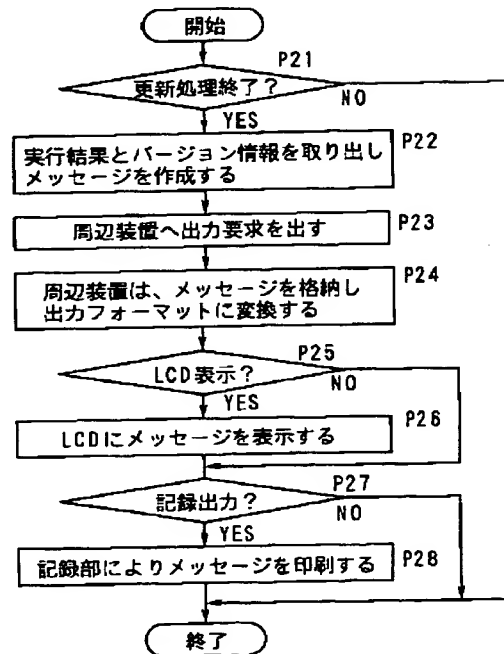 開始
P21
更新処理終了?
NO
YES
P22
実行結果とバージョン情報を取り出し
メッセージを作成する
P23
周辺装置へ出力要求を出す
P24
周辺装置は、メッセージを格納し
出力フォーマットに変換する
P25
LCD表示?
NO
YES
P26
LCDにメッセージを表示する
P27
記録出力?
NO
YES
P28
記録部によりメッセージを印刷する
終了